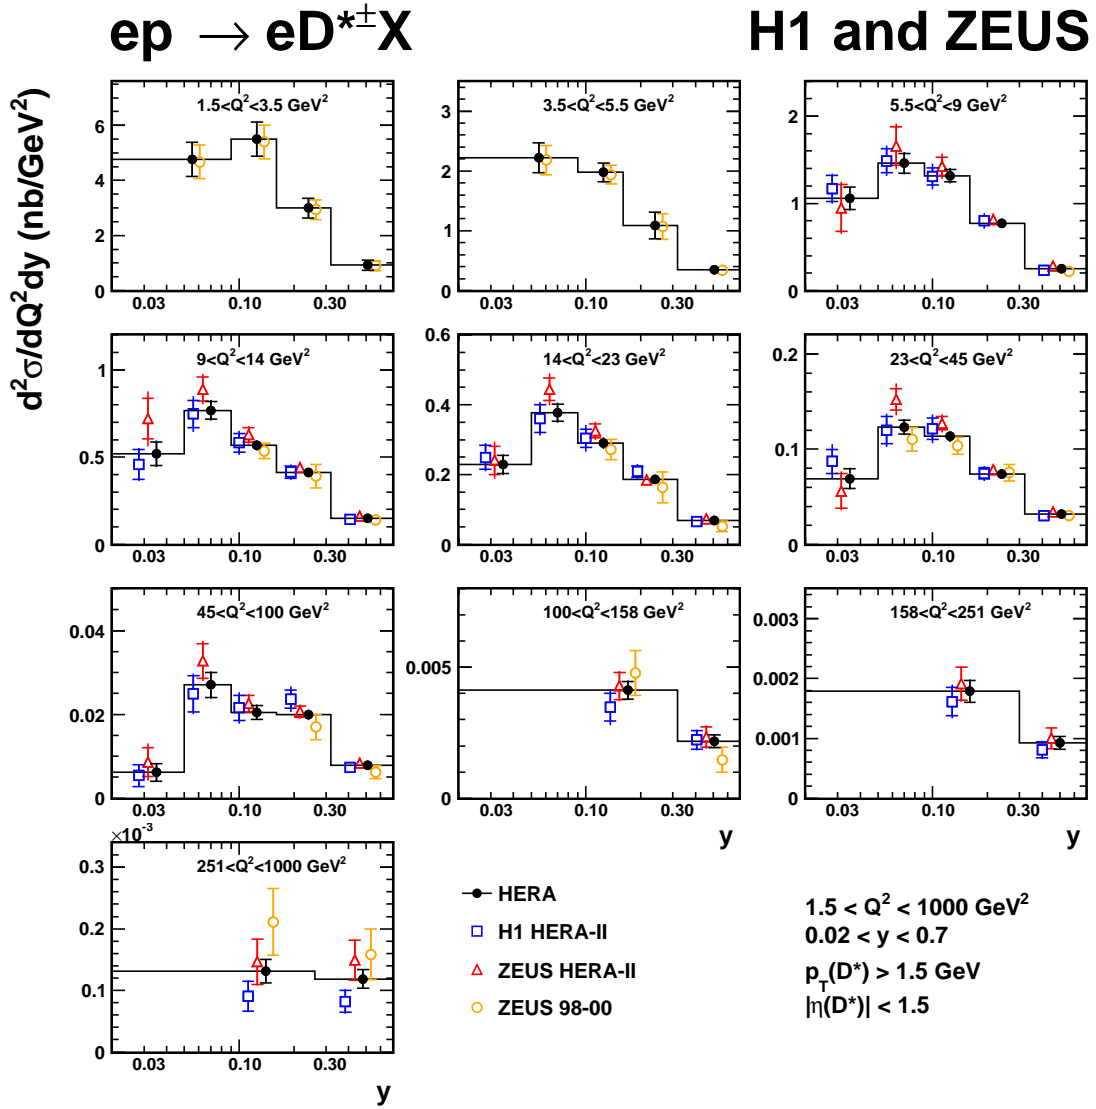 ep → eD*±X
H1 and ZEUS
d²σ/dQ²dy (nb/GeV²)
1.5<Q²<3.5 GeV²
6
4
2
0
0.03 0.10 0.30
3.5<Q²<5.5 GeV²
3
2
1
0
0.03 0.10 0.30
5.5<Q²<9 GeV²
2
1
0
0.03 0.10 0.30
9<Q²<14 GeV²
1
0.5
0
0.03 0.10 0.30
14<Q²<23 GeV²
0.6
0.4
0.2
0
0.03 0.10 0.30
23<Q²<45 GeV²
0.2
0.1
0
0.03 0.10 0.30
45<Q²<100 GeV²
0.04
0.02
0
0.03 0.10 0.30
100<Q²<158 GeV²
0.005
0
0.03 0.10 0.30
y
158<Q²<251 GeV²
0.003
0.002
0.001
0
0.03 0.10 0.30
y
×10⁻³
251<Q²<1000 GeV²
0.3
0.2
0.1
0
0.03 0.10 0.30
y
HERA
H1 HERA-II
ZEUS HERA-II
ZEUS 98-00
1.5 < Q² < 1000 GeV²
0.02 < y < 0.7
p_T(D*) > 1.5 GeV
|η(D*)| < 1.5